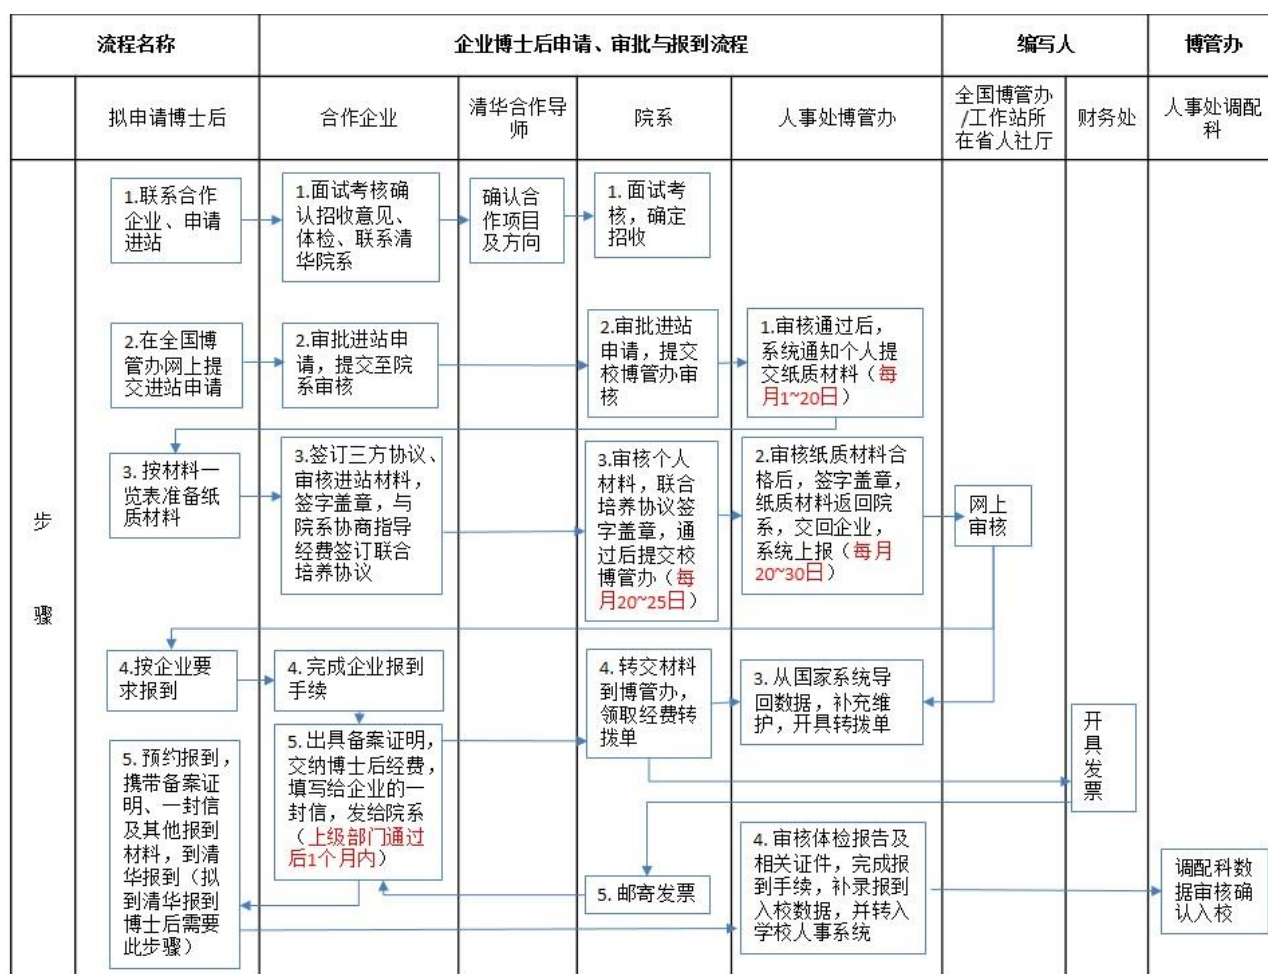 流程名称
企业博士后申请、审批与报到流程
编写人
博管办
拟申请博士后
合作企业
清华合作导
师
院系
人事处博管办
全国博管办
/工作站所
在省人社厅
财务处
人事处调配
科
步
骤
1.联系合作
企业、申请
进站
1.面试考核确
认招收意见、
体检、联系清
华院系
确认合
作项目
及方向
1. 面试考
核，确定
招收
2.在全国博
管办网上提
交进站申请
2.审批进站申
请，提交至院
系审核
2.审批进站
申请，提交
校博管办审
核
1.审核通过后，
系统通知个人提
交纸质材料（每
月1~20日）
3. 按材料一
览表准备纸
质材料
3.签订三方协议、
审核进站材料，
签字盖章，与
院系协商指导
经费签订联合
培养协议
3.审核个人
材料，联合
培养协议签
字盖章，通
过后提交校
博管办（每
月20~25日）
2.审核纸质材料合
格后，签字盖章，
纸质材料返回院
系，交回企业，
系统上报（每月
20~30日）
网上
审核
4.按企业要
求报到
4.完成企业报到
手续
4. 转交材料
到博管办，
领取经费转
拨单
3. 从国家系统导
回数据，补充维
护，开具转拨单
开
具
发
票
5. 预约报到，
携带备案证
明、一封信
及其他报到
材料，到清
华报到（拟
到清华报到
博士后需要
此步骤）
5. 出具备案证明，
交纳博士后经费，
填写给企业的一
封信，发给院系
（上级部门通过
后1个月内）
5. 邮寄发票
4. 审核体检报告及
相关证件，完成报
到手续，补录报到
入校数据，并转入
学校人事系统
调配科数
据审核确
认入校